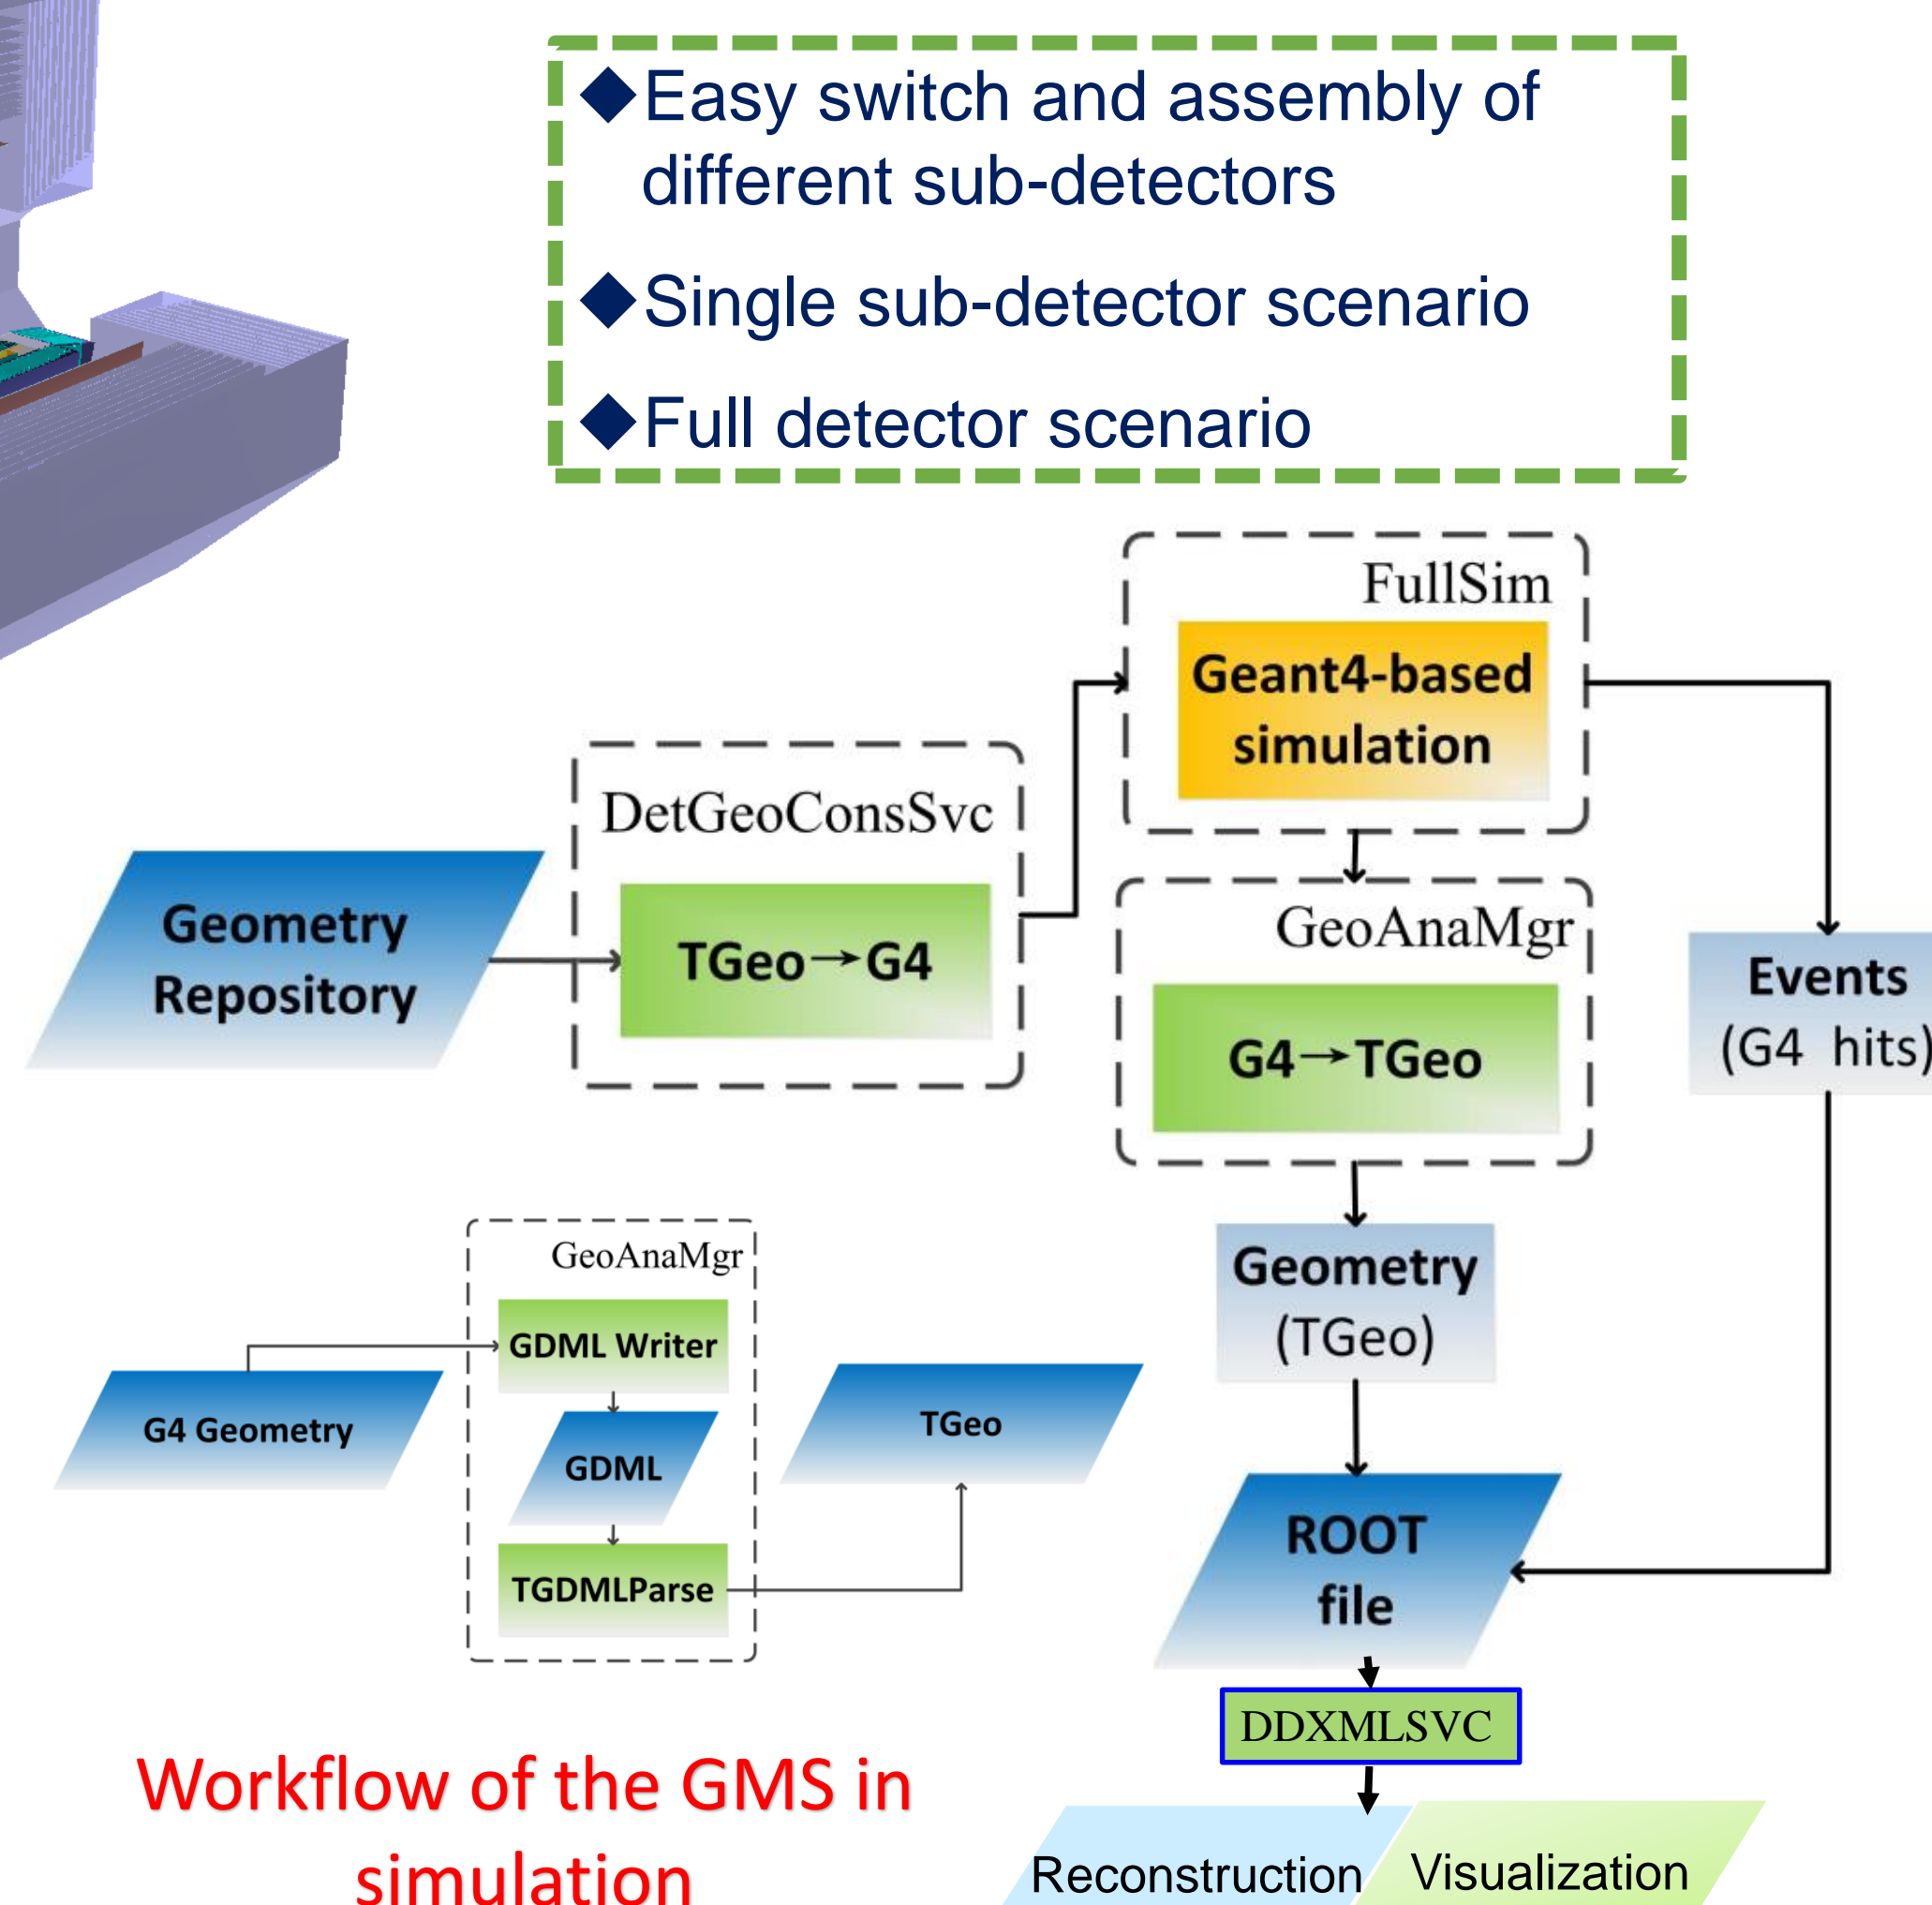 ◆Easy switch and assembly of
different sub-detectors
◆Single sub-detector scenario
◆Full detector scenario
FullSim
Geant4-based
simulation
DetGeoConsSvc
TGeo→G4
Geometry
Repository
GeoAnaMgr
G4→TGeo
Events
(G4 hits)
Geometry
(TGeo)
GeoAnaMgr
GDML Writer
G4 Geometry
GDML
TGDMLParse
TGeo
ROOT
file
DDXMLSVC
Reconstruction
Visualization
Workflow of the GMS in
simulation